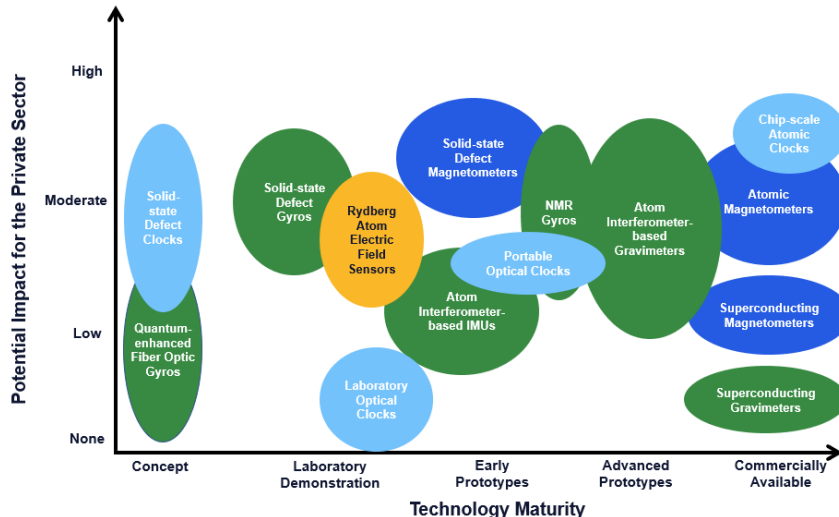 Potential Impact for the Private Sector
High
Moderate
Low
None
Solid-
state
Defect
Clocks
Quantum-
enhanced
Fiber Optic
Gyros
Solid-state
Defect
Gyros
Rydberg
Atom
Electric
Field
Sensors
Laboratory
Optical
Clocks
Solid-state
Defect
Magnetometers
Portable
Optical Clocks
Atom
Interferometer-
based IMUs
NMR
Gyros
Atom
Interferometer-
based
Gravimeters
Chip-scale
Atomic
Clocks
Atomic
Magnetometers
Superconducting
Magnetometers
Superconducting
Gravimeters
Concept
Laboratory
Demonstration
Early
Prototypes
Advanced
Prototypes
Commercially
Available
Technology Maturity